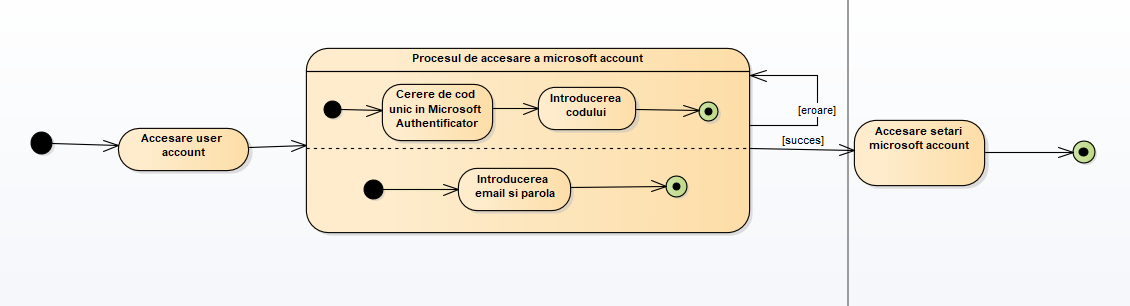 Procesul de accesare a microsoft account
Cerere de cod
unic in Microsoft
Authentificator
Introducerea
codului
[eroare]
Accesare user
account
[succes]
Accesare setari
microsoft account
Introducerea
email si parola